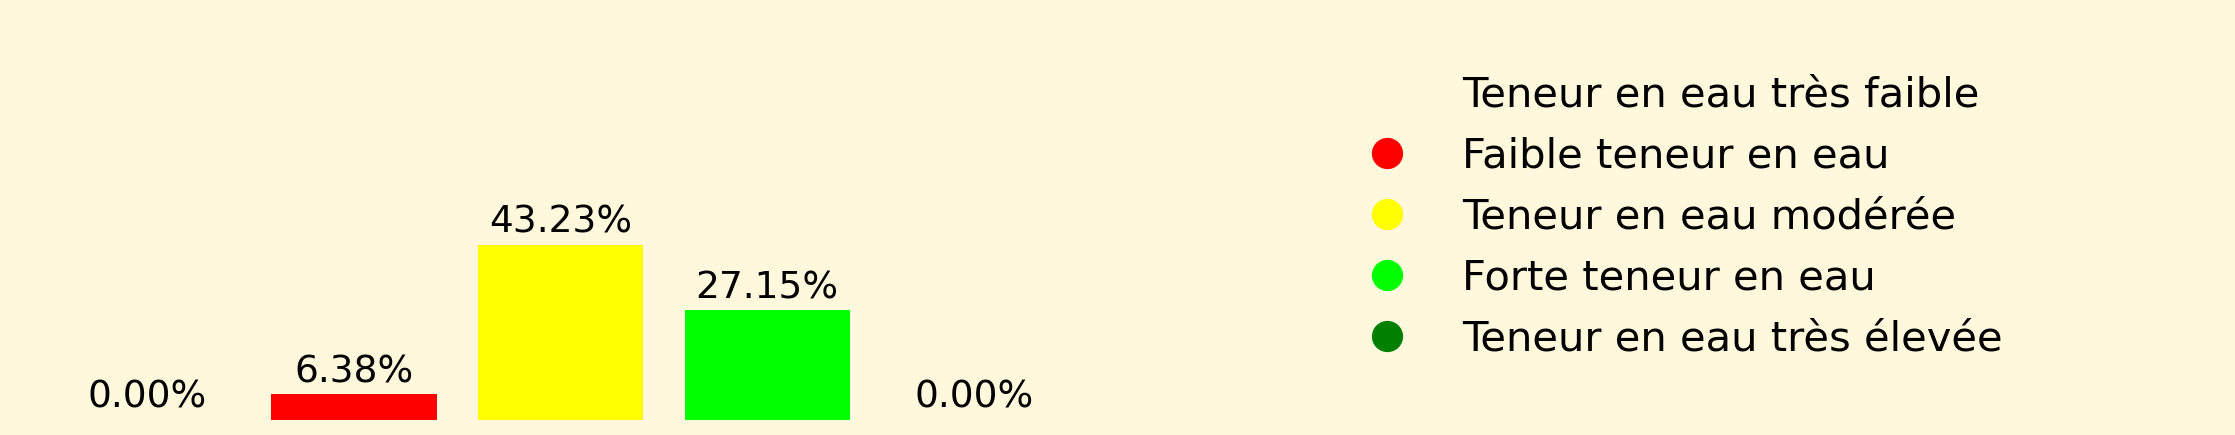 0.00%
6.38%
43.23%
27.15%
0.00%
Teneur en eau très faible
Faible teneur en eau
Teneur en eau modérée
Forte teneur en eau
Teneur en eau très élevée